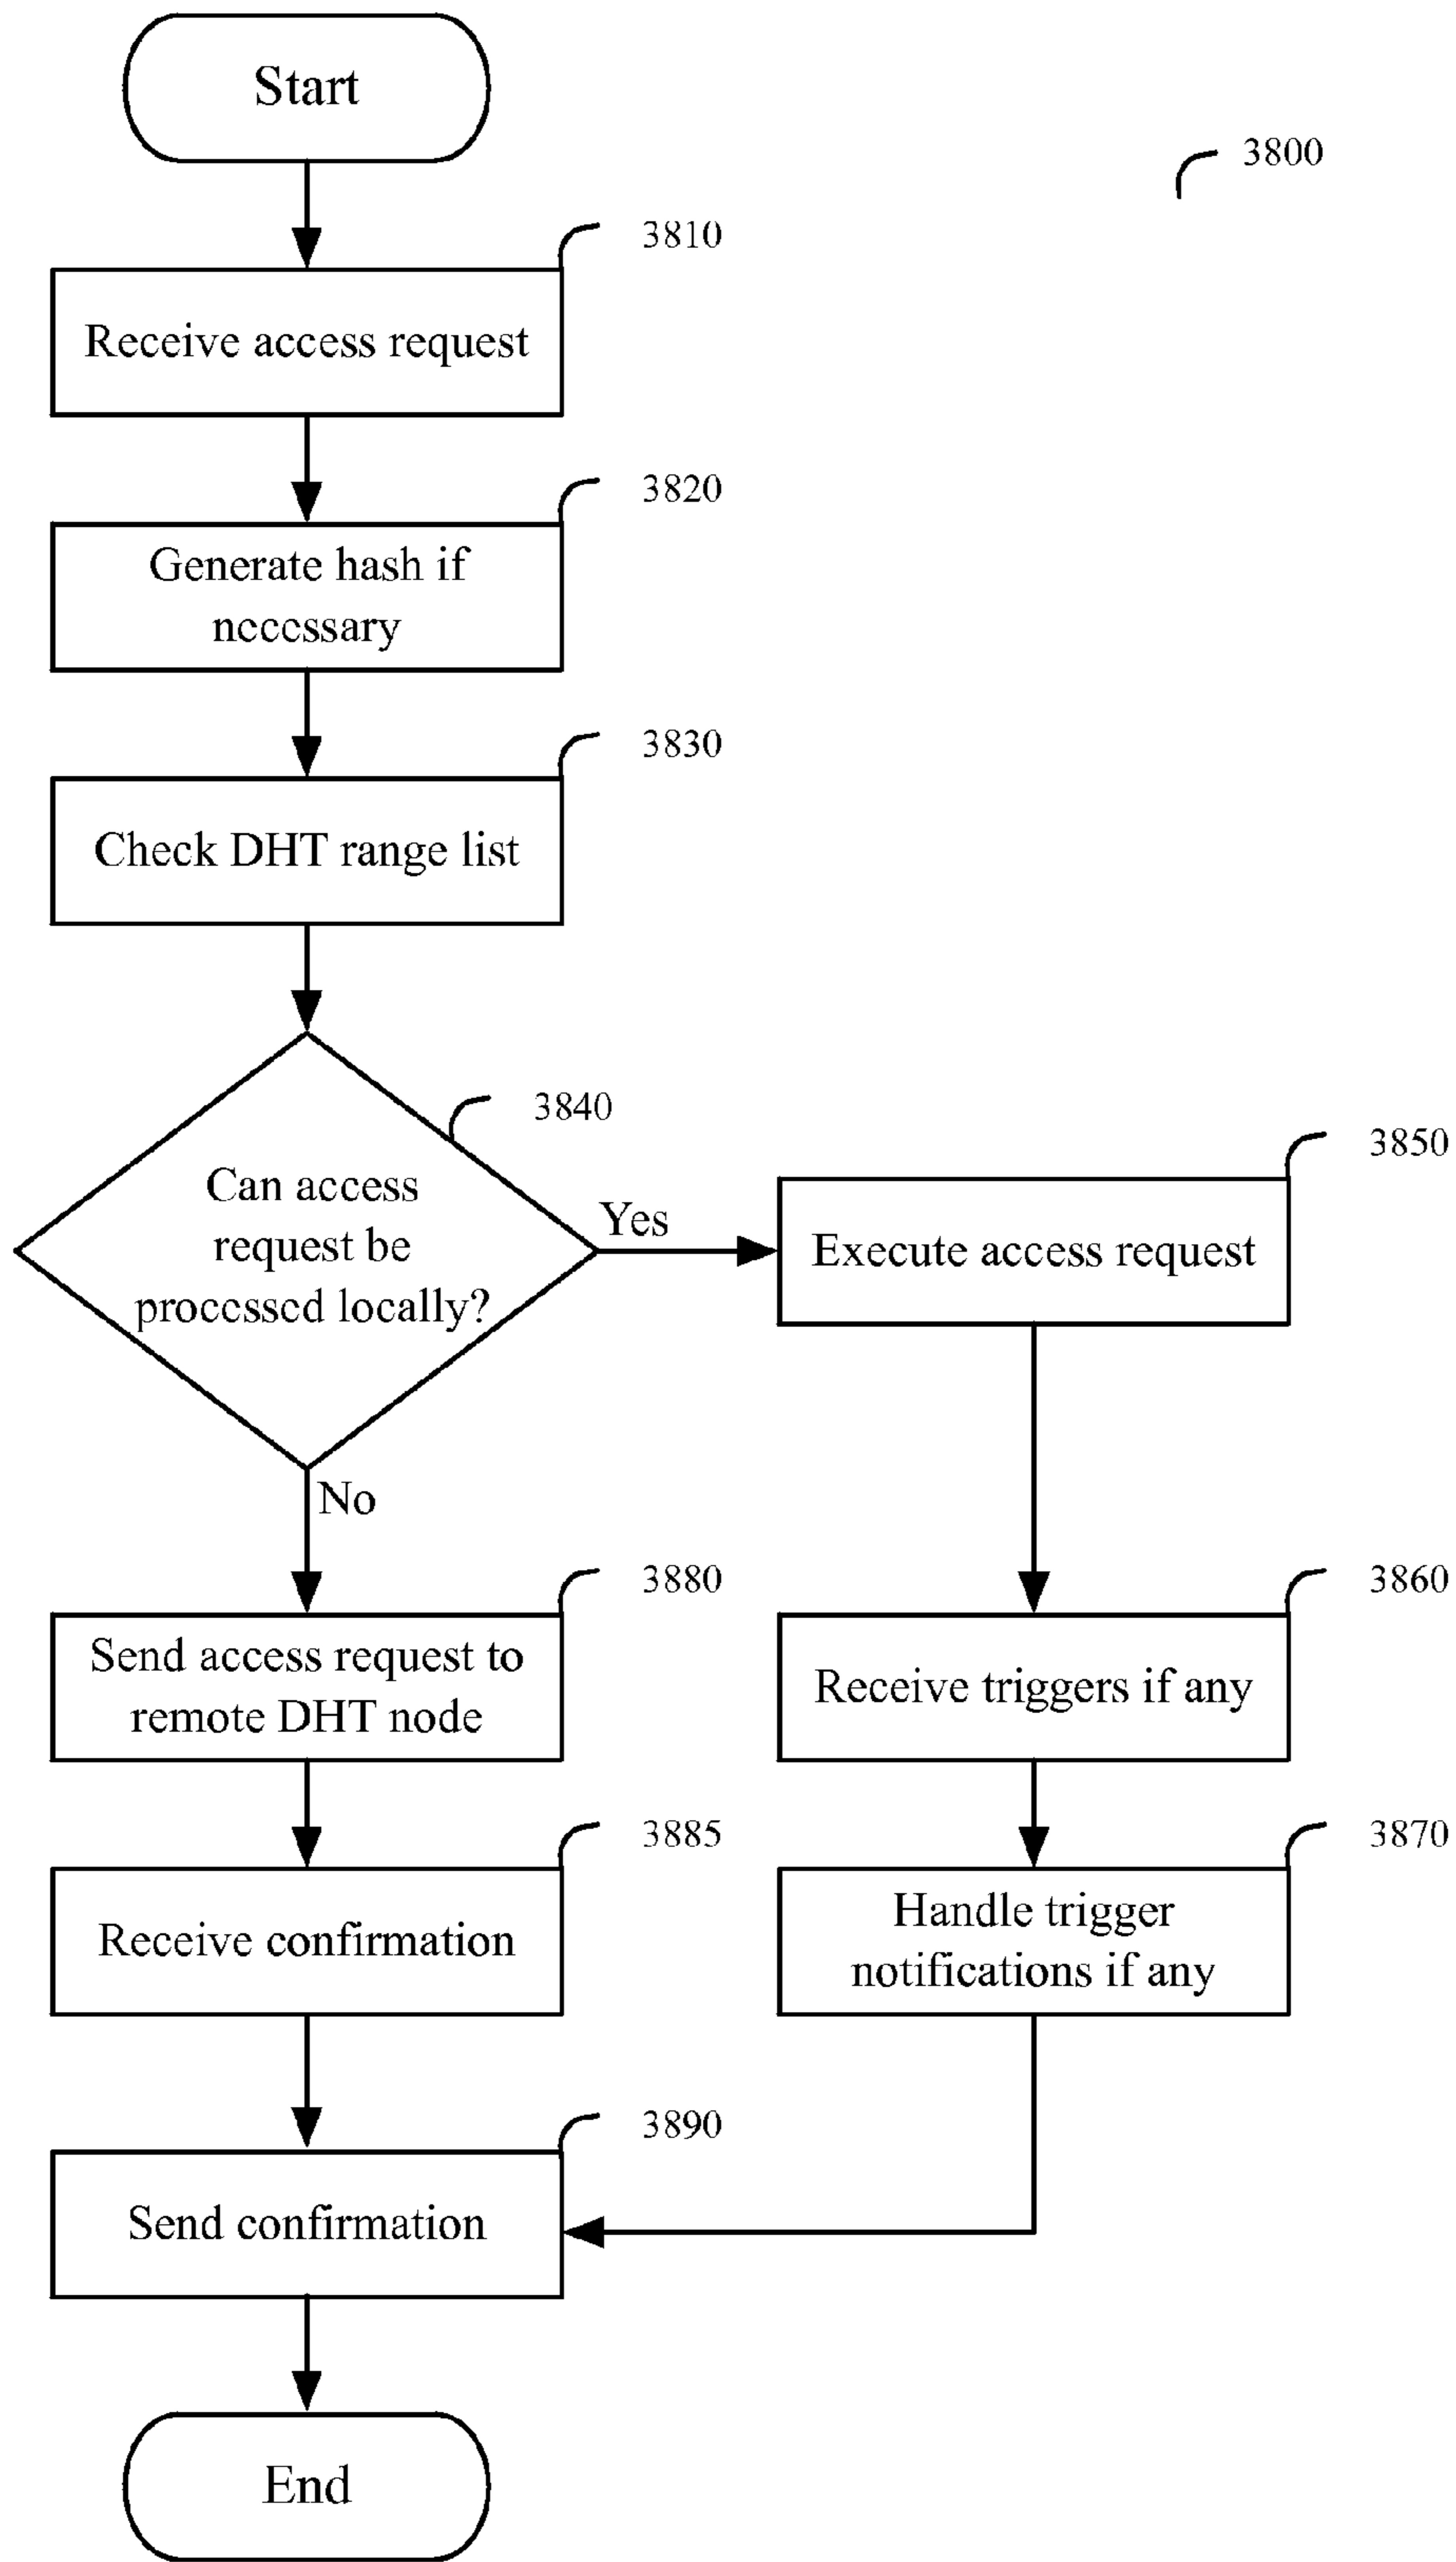 Start
3800
3810
Receive access request
3820
Generate hash if
necessary
3830
Check DHT range list
3840
Can access
request be
processed locally?
Yes
3850
Execute access request
No
3880
Send access request to
remote DHT node
3860
Receive triggers if any
3885
Receive confirmation
3870
Handle trigger
notifications if any
3890
Send confirmation
End